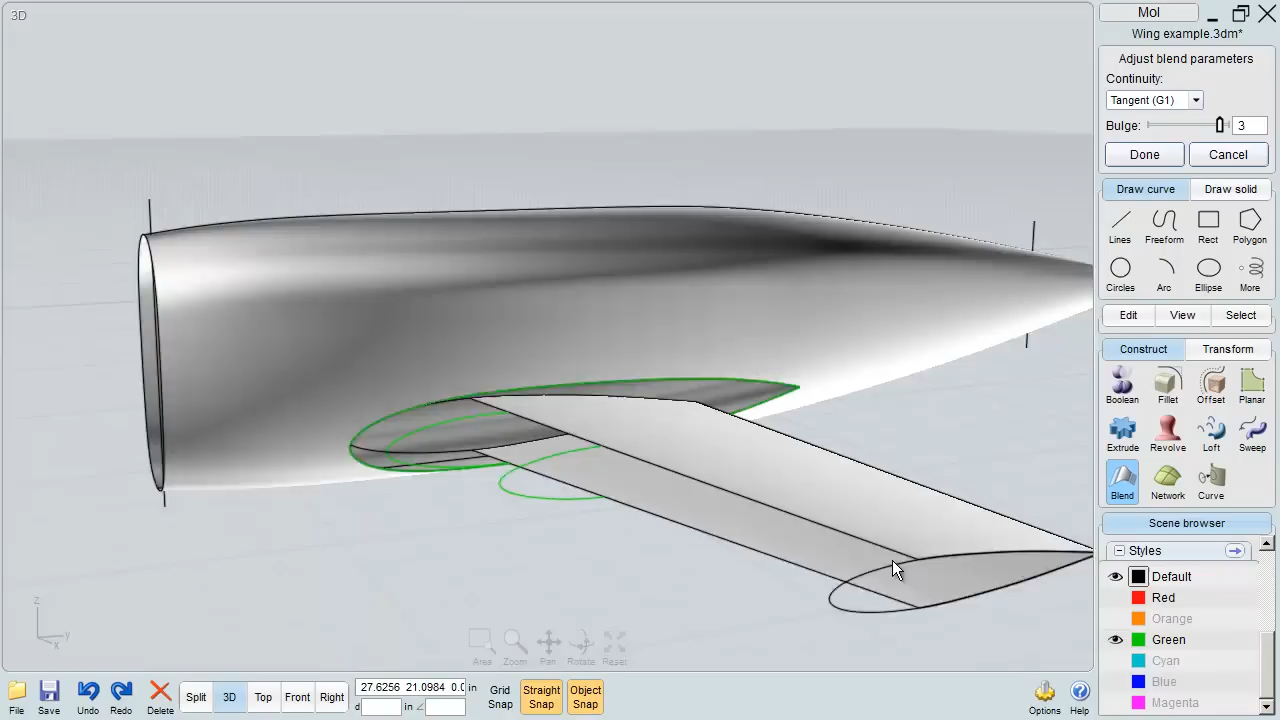 3D
MoI
Wing example.3dm*
Adjust blend parameters
Continuity:
Tangent (G1)
Bulge:
3
Done
Cancel
Draw curve
Draw solid
Lines
Freeform
Rect
Polygon
Circles
Arc
Ellipse
More
Edit
View
Select
Construct
Transform
Boolean
Fillet
Offset
Planar
Extrude
Revolve
Loft
Sweep
Blend
Network
Curve
Scene browser
Styles
Default
Red
Orange
Green
Cyan
Blue
Magenta
z
y
x
Area
Zoom
Pan
Rotate
Reset
File
Save
Undo
Redo
Delete
Split
3D
Top
Front
Right
27.6256 21.0984 0.0
in
d
in
Grid
Snap
Straight
Snap
Object
Snap
Options
Help